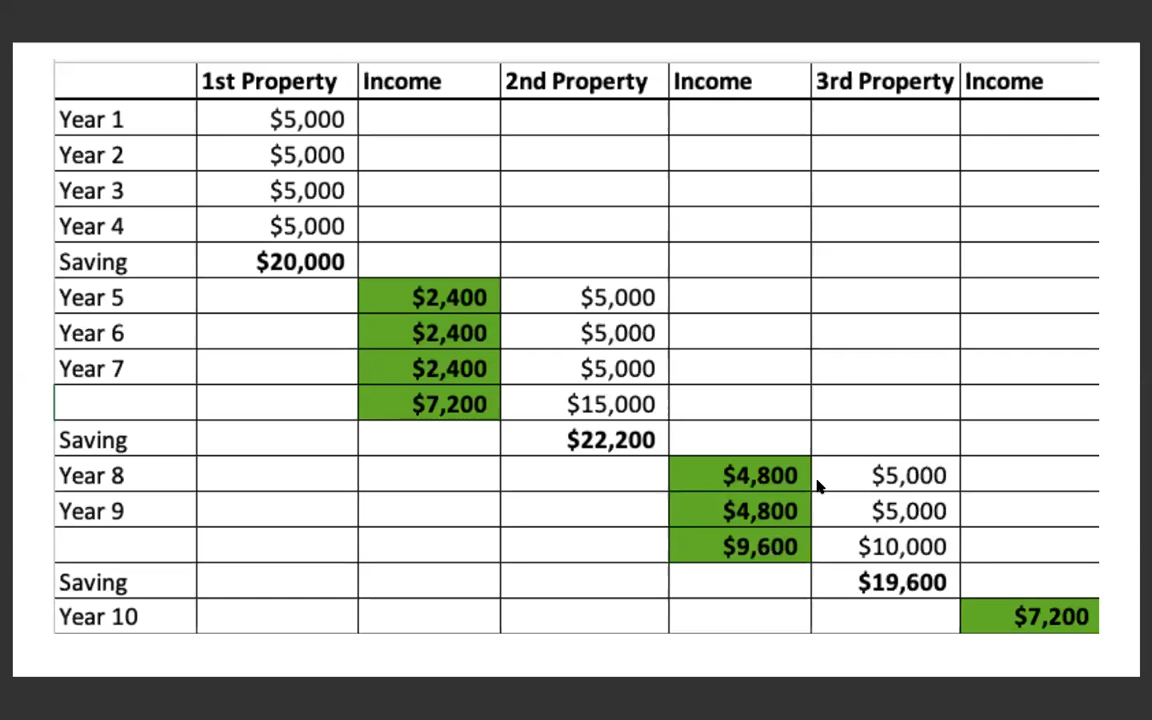 1st Property Income 2nd Property Income 3rd Property Income
Year 1 $5,000
Year 2 $5,000
Year 3 $5,000
Year 4 $5,000
Saving $20,000
Year 5 $2,400 $5,000
Year 6 $2,400 $5,000
Year 7 $2,400 $5,000
$7,200 $15,000
Saving $22,200
Year 8 $4,800 $5,000
Year 9 $4,800 $5,000
$9,600 $10,000
Saving $19,600
Year 10 $7,200